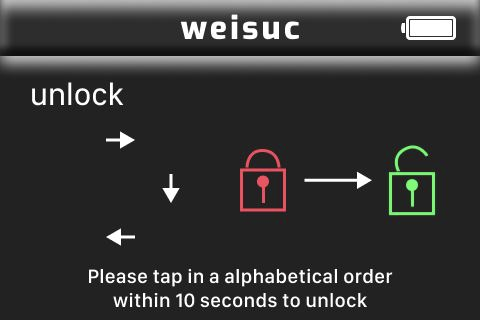 weisuc
unlock
Please tap in a alphabetical order
within 10 seconds to unlock